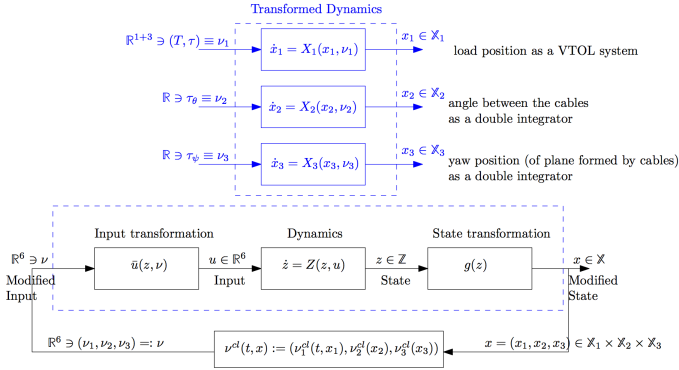 Transformed Dynamics
ℝ¹⁺³ ∋ (T, τ) ≡ ν₁
ẋ₁ = X₁(x₁, ν₁)
x₁ ∈ 𝕏₁
load position as a VTOL system
ℝ ∋ τ_θ ≡ ν₂
ẋ₂ = X₂(x₂, ν₂)
x₂ ∈ 𝕏₂
angle between the cables
as a double integrator
ℝ ∋ τ_ψ ≡ ν₃
ẋ₃ = X₃(x₃, ν₃)
x₃ ∈ 𝕏₃
yaw position (of plane formed by cables)
as a double integrator
Input transformation
Dynamics
State transformation
ℝ⁶ ∋ ν
Modified
Input
ū(z, ν)
u ∈ ℝ⁶
Input
ż = Z(z, u)
z ∈ ℤ
State
g(z)
x ∈ 𝕏
Modified
State
ℝ⁶ ∋ (ν₁, ν₂, ν₃) =: ν
ν^{cl}(t, x) := (ν₁^{cl}(t, x₁), ν₂^{cl}(x₂), ν₃^{cl}(x₃))
x = (x₁, x₂, x₃) ∈ 𝕏₁ × 𝕏₂ × 𝕏₃